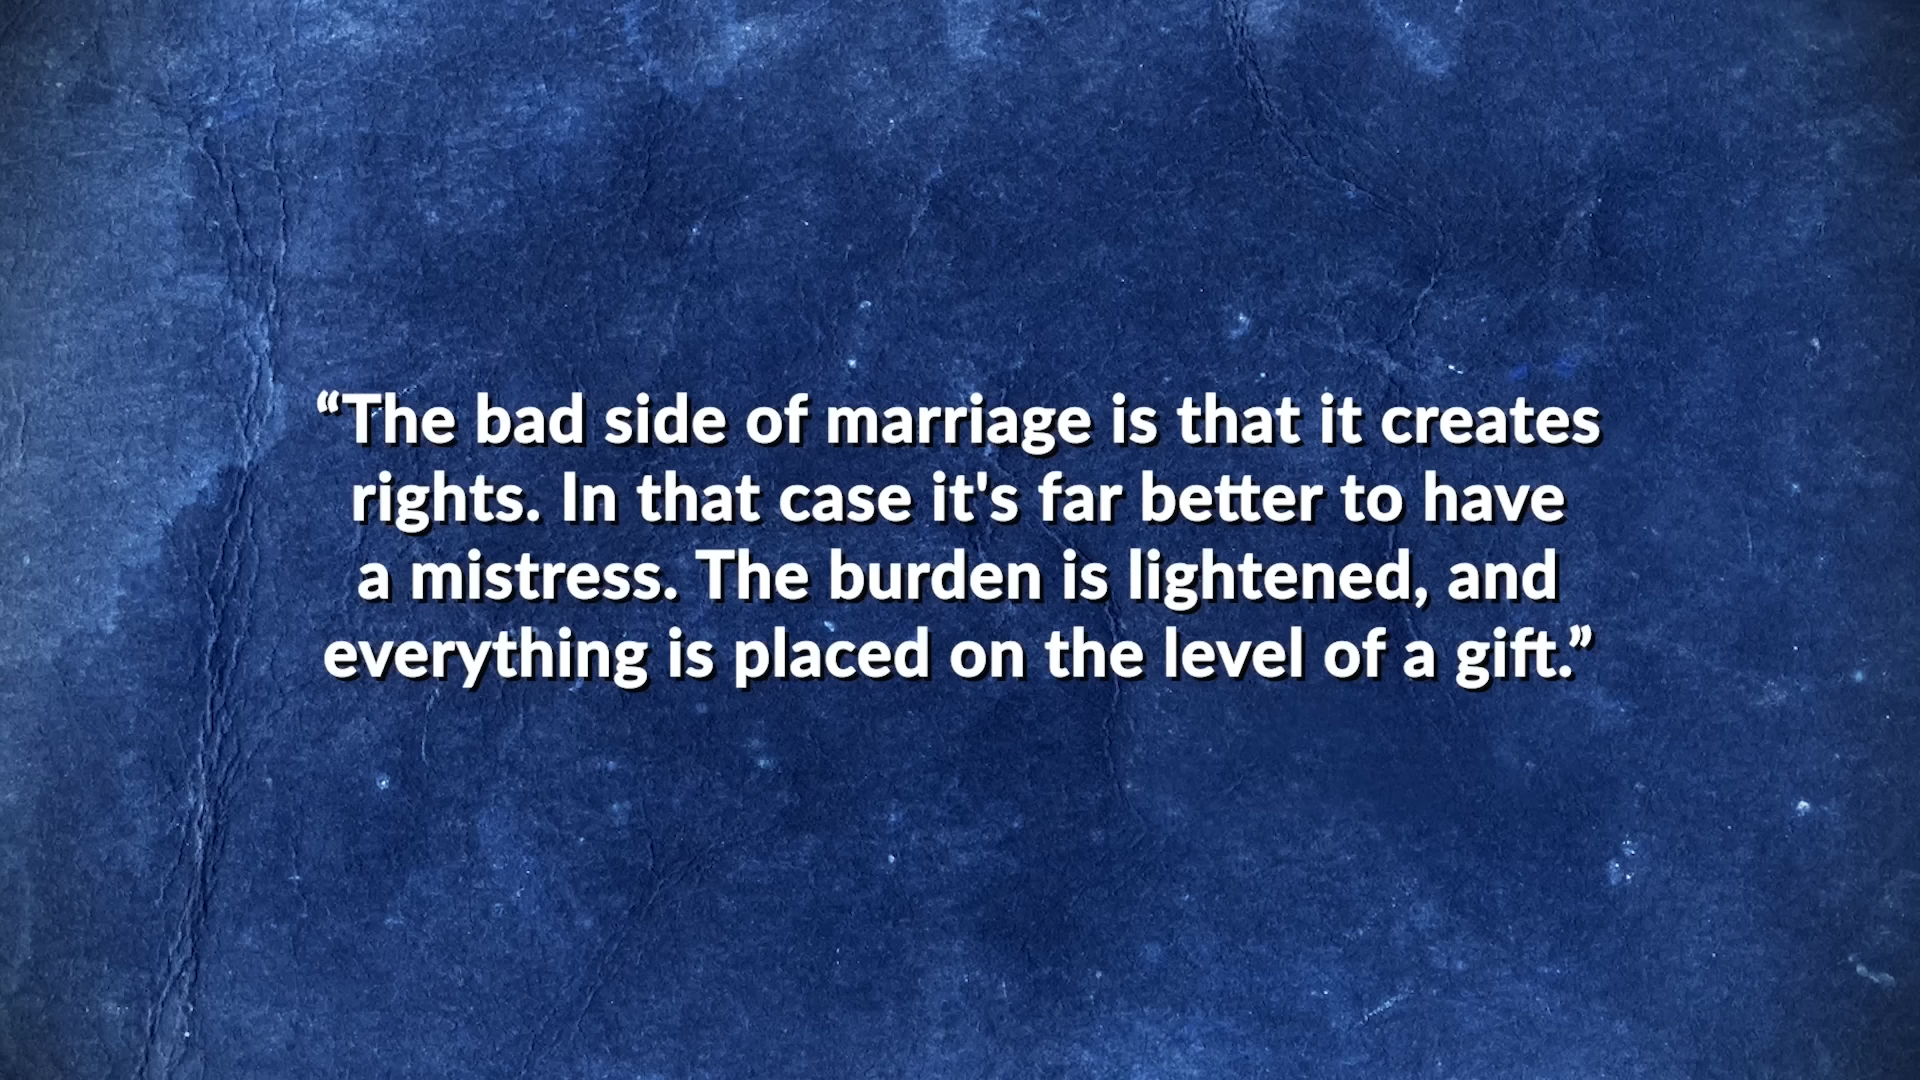 “The bad side of marriage is that it creates
rights. In that case it's far better to have
a mistress. The burden is lightened, and
everything is placed on the level of a gift.”